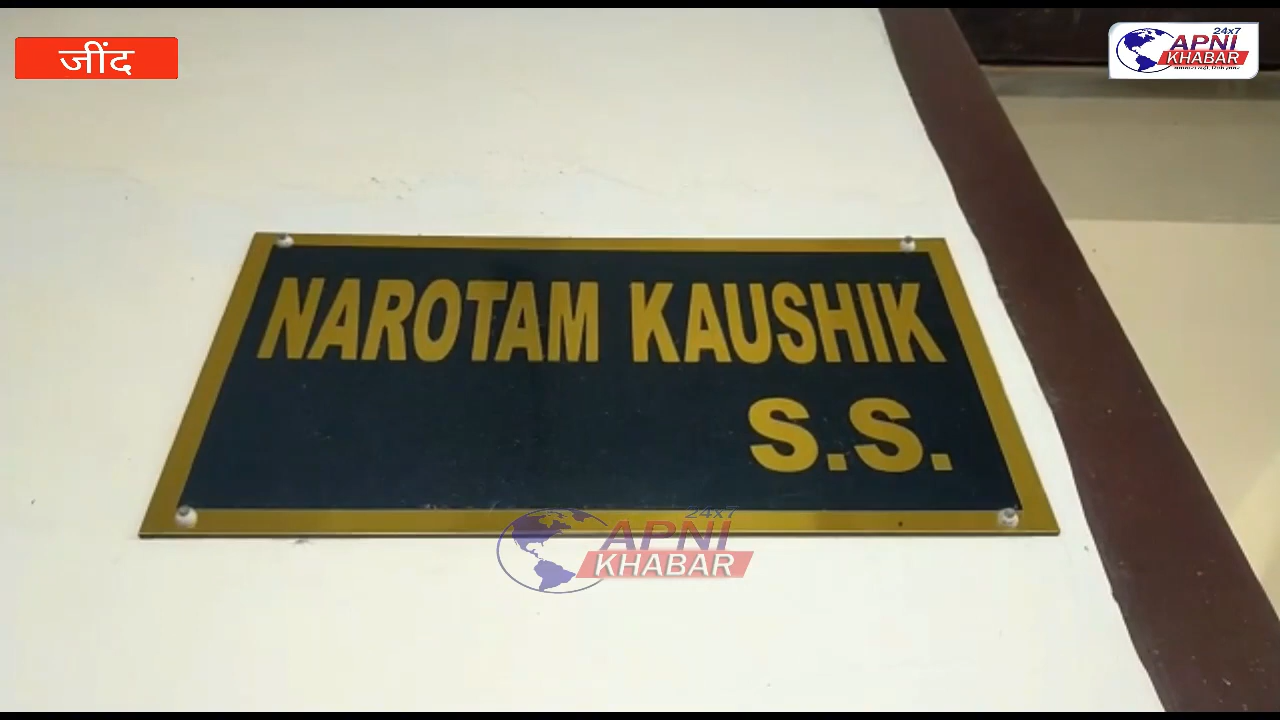 जींद
24x7
APNI
KHABAR
NAROTAM KAUSHIK
S.S.
24x7
APNI
KHABAR